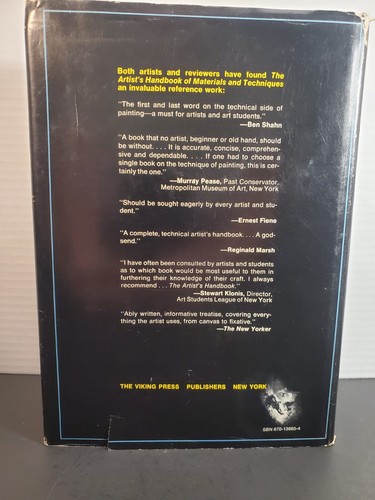 Both artists and reviewers have found The
Artist's Handbook of Materials and Techniques
an invaluable reference work:
"The first and last word on the technical side of
painting—a must for artists and art students."
—Ben Shahn
"A book that no artist, beginner or old hand, should
be without. . . . It is accurate, concise, comprehen-
sive and dependable. . . . If one had to choose a
single book on the technique of painting, this is cer-
tainly the one."
—Murray Pease, Past Conservator,
Metropolitan Museum of Art, New York
"Should be sought eagerly by every artist and stu-
dent."
—Ernest Fiene
"A complete, technical artist's handbook. . . . A god-
send."
—Reginald Marsh
"I have often been consulted by artists and students
as to which book would be most useful to them in
furthering their knowledge of their craft. I always
recommend . . . The Artist's Handbook."
—Stewart Klonis, Director,
Art Students League of New York
"Ably written, informative treatise, covering every-
thing the artist uses, from canvas to fixative."
—The New Yorker
THE VIKING PRESS PUBLISHERS NEW YORK
SBN 670-13665-4